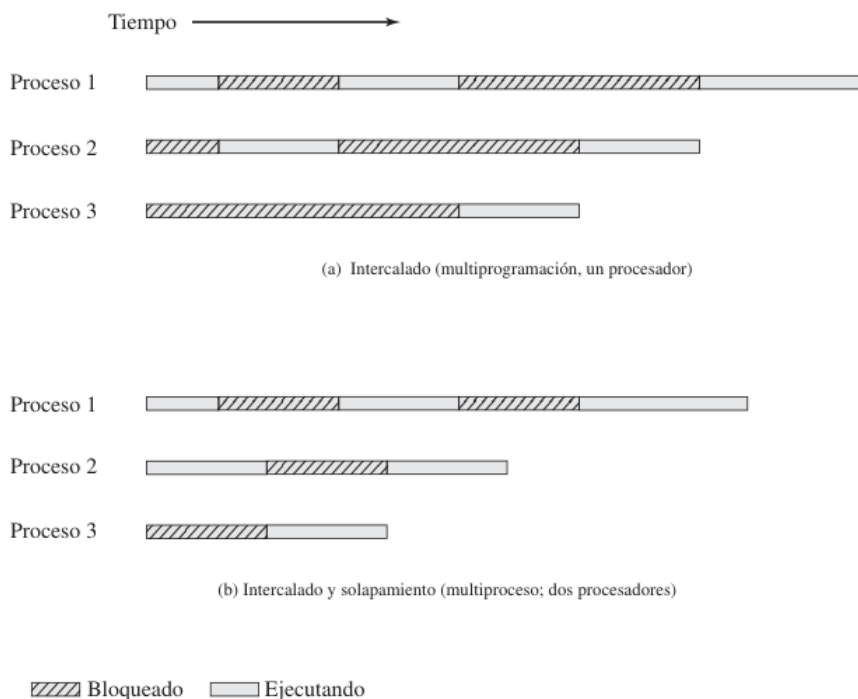 Tiempo
Proceso 1
Proceso 2
Proceso 3
(a) Intercalado (multiprogramación, un procesador)
Proceso 1
Proceso 2
Proceso 3
(b) Intercalado y solapamiento (multiproceso; dos procesadores)
Bloqueado Ejecutando